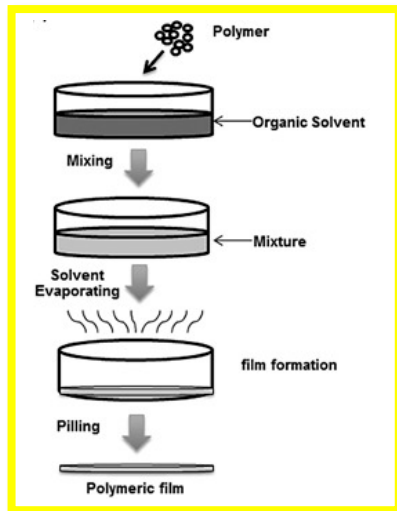 Polymer
Organic Solvent
Mixing
Mixture
Solvent
Evaporating
film formation
Pilling
Polymeric film